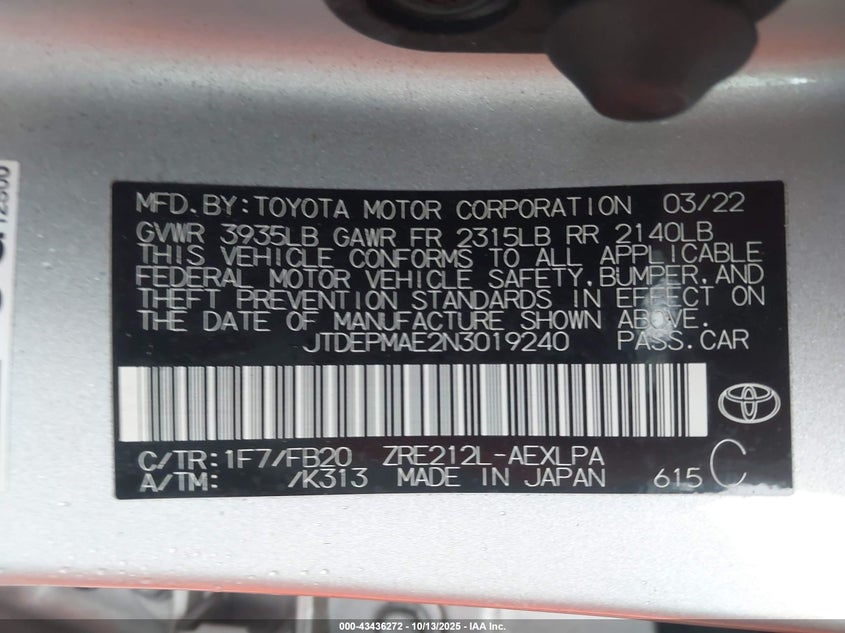 12500
MFD.BY:TOYOTA MOTOR CORPORATION 03/22
GVWR 3935LB GAWR FR 2315LB RR 2140LB
THIS VEHICLE CONFORMS TO ALL APPLICABLE
FEDERAL MOTOR VEHICLE SAFETY,BUMPER,AND
THEFT PREVENTION STANDARDS IN EFFECT ON
THE DATE OF MANUFACTURE SHOWN ABOVE.
JTDEPMAE2N3019240 PASS.CAR
C/TR:1F7/FB20 ZRE212L-AEXLPA
A/TM: /K313 MADE IN JAPAN 615 C
000-43436272 - 10/13/2025 - IAA Inc.